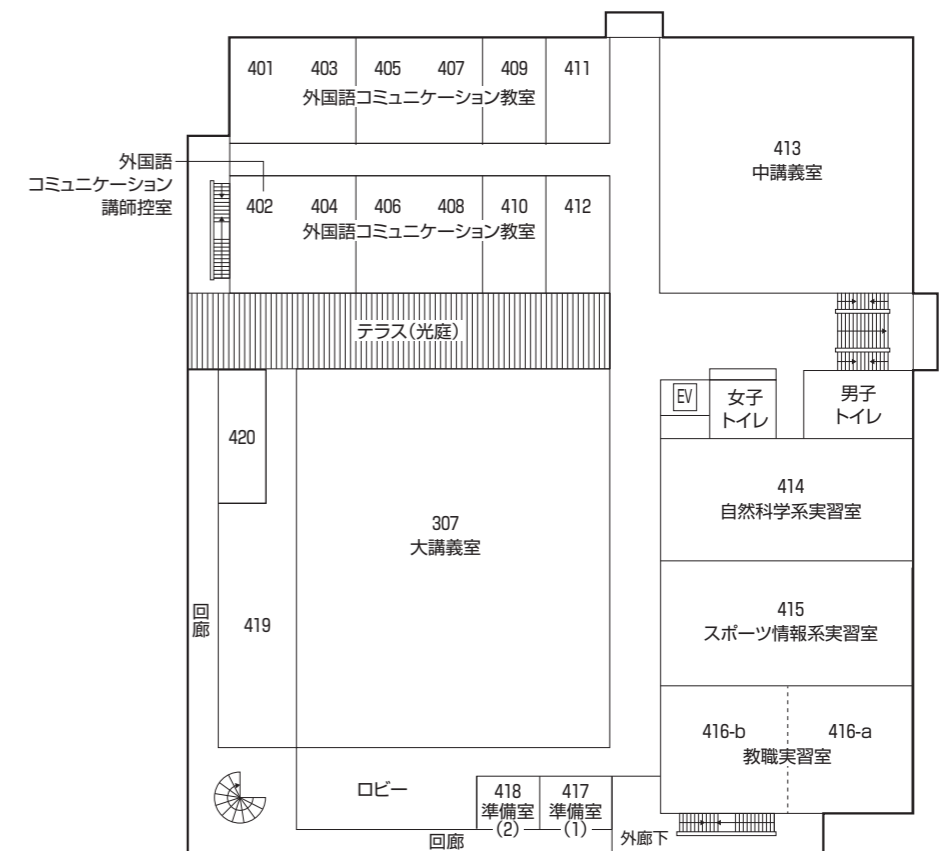 401
403
405
407
409
411
外国語コミュニケーション教室
413
中講義室
外国語
コミュニケーション
講師控室
402
404
406
408
410
412
外国語コミュニケーション教室
テラス(光庭)
EV
女子
トイレ
男子
トイレ
420
414
自然科学系実習室
307
大講義室
回廊
419
415
スポーツ情報系実習室
416-b
416-a
教職実習室
ロビー
418
準備室
(2)
417
準備室
(1)
回廊
外廊下